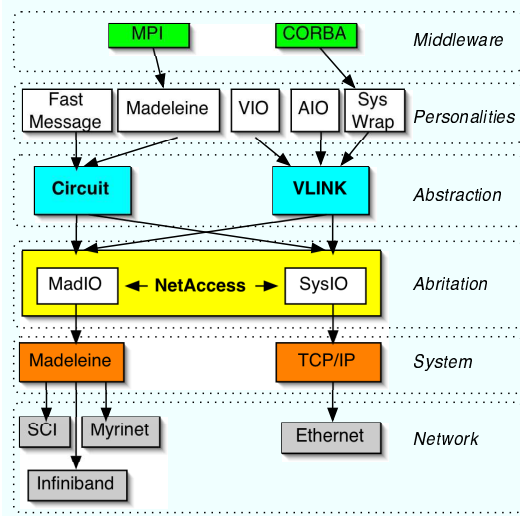 MPI
CORBA
Middleware
Fast
Message
Madeleine
VIO
AIO
Sys
Wrap
Personalities
Circuit
VLINK
Abstraction
MadIO
NetAccess
SysIO
Abritation
Madeleine
TCP/IP
System
SCI
Myrinet
Ethernet
Network
Infiniband